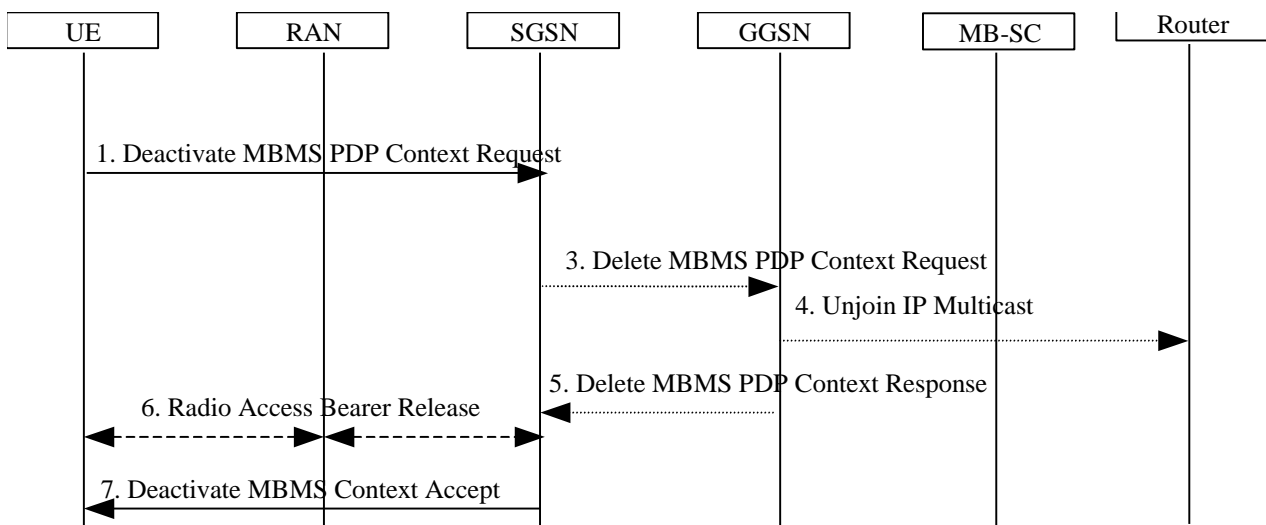 UE
RAN
SGSN
GGSN
MB-SC
Router
1. Deactivate MBMS PDP Context Request
3. Delete MBMS PDP Context Request
4. Unjoin IP Multicast
5. Delete MBMS PDP Context Response
6. Radio Access Bearer Release
7. Deactivate MBMS Context Accept